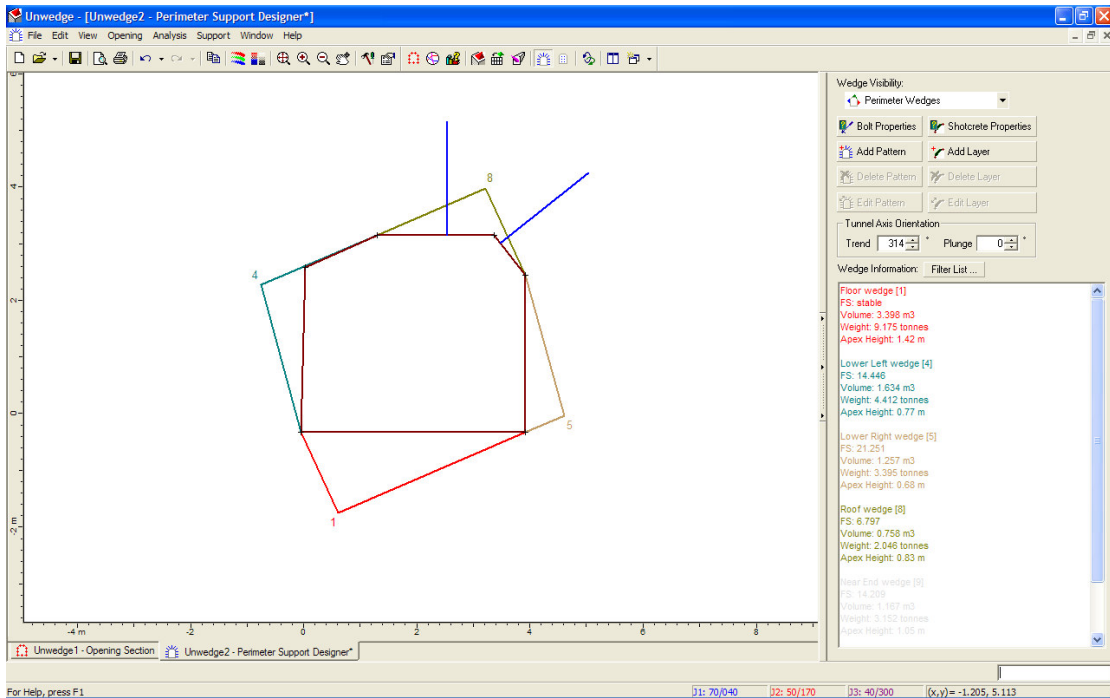 Unwedge - [Unwedge2 - Perimeter Support Designer*]
File Edit View Opening Analysis Support Window Help
Wedge Visibility:
Perimeter Wedges
Bolt Properties Shotcrete Properties
Add Pattern Add Layer
Delete Pattern Delete Layer
Edit Pattern Edit Layer
Tunnel Axis Orientation
Trend 314 ° Plunge 0 °
Wedge Information: Filter List ...
Floor wedge [1]
FS: stable
Volume: 3.398 m3
Weight: 9.175 tonnes
Apex Height: 1.42 m
Lower Left wedge [4]
FS: 14.446
Volume: 1.634 m3
Weight: 4.412 tonnes
Apex Height: 0.77 m
Lower Right wedge [5]
FS: 21.251
Volume: 1.257 m3
Weight: 3.395 tonnes
Apex Height: 0.68 m
Roof wedge [8]
FS: 6.797
Volume: 0.758 m3
Weight: 2.046 tonnes
Apex Height: 0.83 m
Near End wedge [9]
FS: 14.209
Volume: 1.167 m3
Weight: 3.152 tonnes
Apex Height: 1.05 m
8
4
4
2
0
5
1
-2 m
-4 m -2 0 2 4 6 8
Unwedge1 - Opening Section Unwedge2 - Perimeter Support Designer*
For Help, press F1 J1: 70/040 J2: 50/170 J3: 40/300 (x,y)= -1.205, 5.113